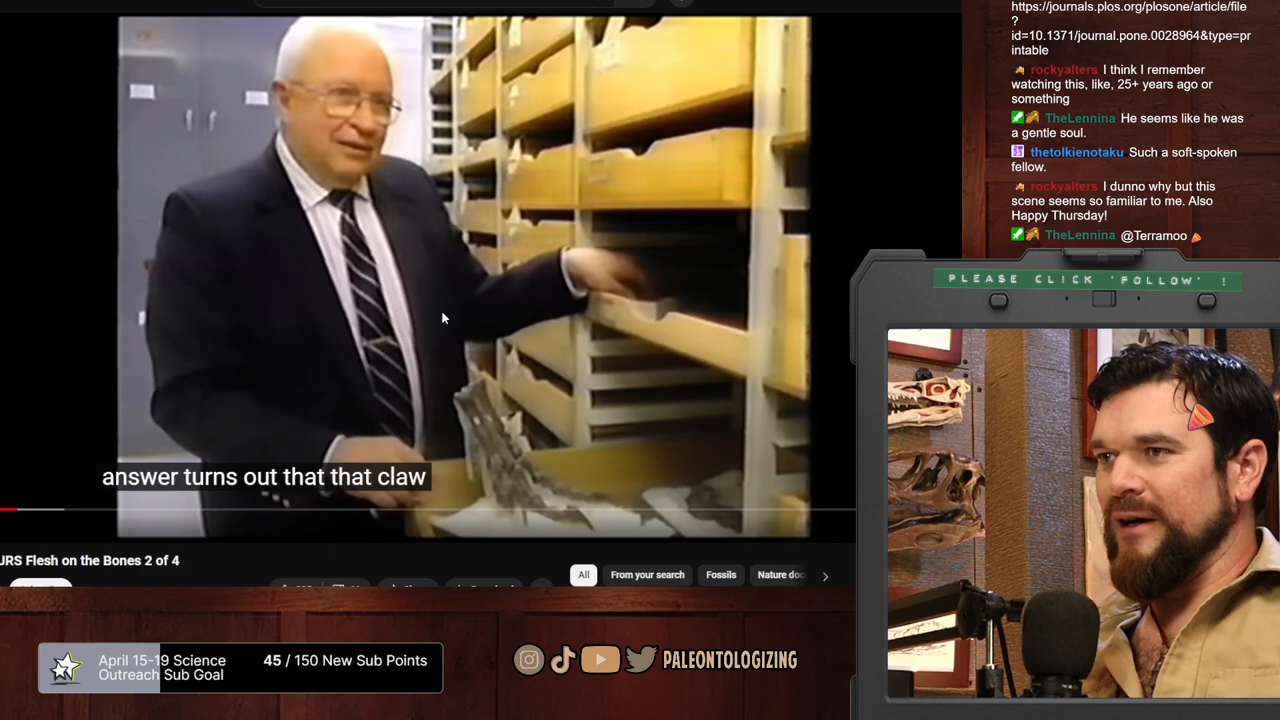 https://journals.plos.org/plosone/article/file
?
id=10.1371/journal.pone.0028964&type=pr
intable
rockyalters I think I remember
watching this, like, 25+ years ago or
something
TheLennina He seems like he was
a gentle soul.
thetolkienotaku Such a soft-spoken
fellow.
rockyalters I dunno why but this
scene seems so familiar to me. Also
Happy Thursday!
TheLennina @Terramoo
PLEASE CLICK 'FOLLOW' !
answer turns out that that claw
URS Flesh on the Bones 2 of 4
All
From your search
Fossils
Nature doc
April 15-19 Science
Outreach Sub Goal
45 / 150 New Sub Points
PALEONTOLOGIZING